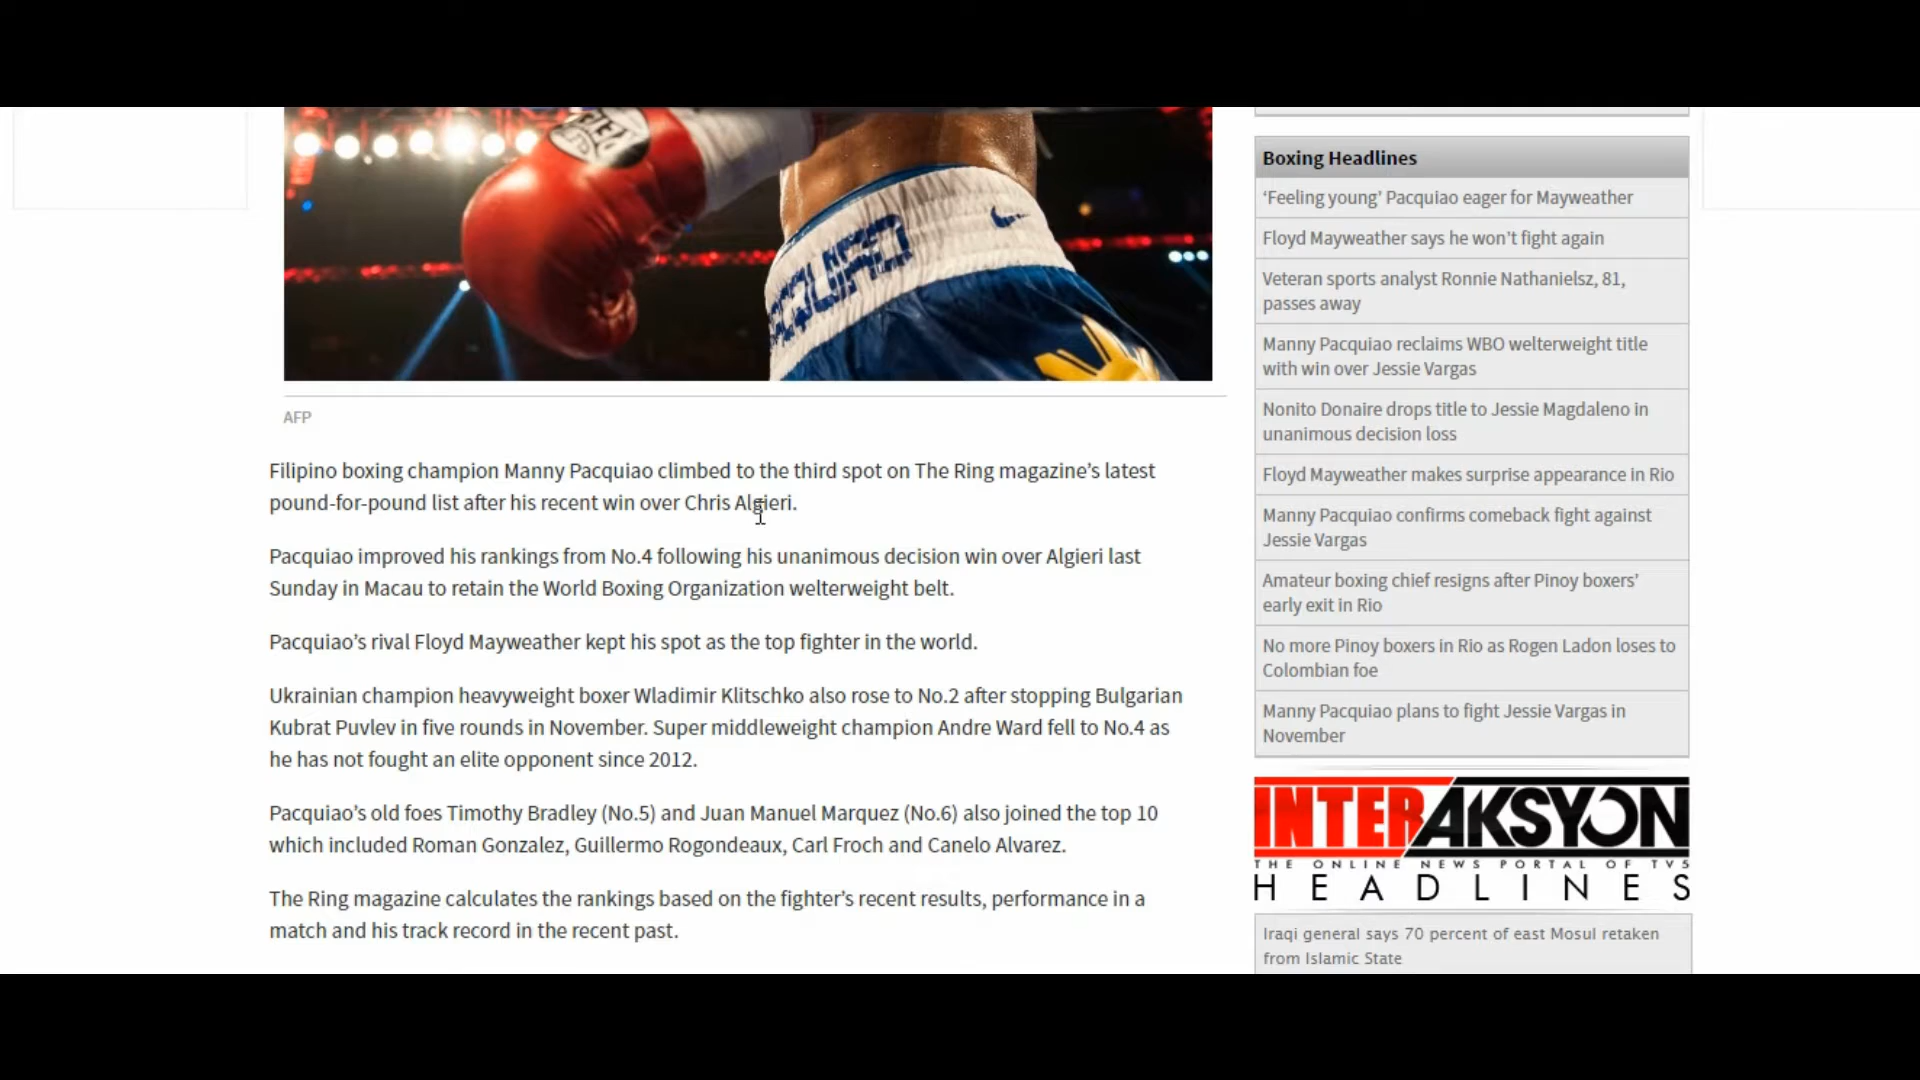 AFP
Filipino boxing champion Manny Pacquiao climbed to the third spot on The Ring magazine’s latest
pound-for-pound list after his recent win over Chris Algieri.
Pacquiao improved his rankings from No.4 following his unanimous decision win over Algieri last
Sunday in Macau to retain the World Boxing Organization welterweight belt.
Pacquiao’s rival Floyd Mayweather kept his spot as the top fighter in the world.
Ukrainian champion heavyweight boxer Wladimir Klitschko also rose to No.2 after stopping Bulgarian
Kubrat Puvlev in five rounds in November. Super middleweight champion Andre Ward fell to No.4 as
he has not fought an elite opponent since 2012.
Pacquiao’s old foes Timothy Bradley (No.5) and Juan Manuel Marquez (No.6) also joined the top 10
which included Roman Gonzalez, Guillermo Rogondeaux, Carl Froch and Canelo Alvarez.
The Ring magazine calculates the rankings based on the fighter’s recent results, performance in a
match and his track record in the recent past.
Boxing Headlines
‘Feeling young’ Pacquiao eager for Mayweather
Floyd Mayweather says he won’t fight again
Veteran sports analyst Ronnie Nathanielsz, 81,
passes away
Manny Pacquiao reclaims WBO welterweight title
with win over Jessie Vargas
Nonito Donaire drops title to Jessie Magdaleno in
unanimous decision loss
Floyd Mayweather makes surprise appearance in Rio
Manny Pacquiao confirms comeback fight against
Jessie Vargas
Amateur boxing chief resigns after Pinoy boxers’
early exit in Rio
No more Pinoy boxers in Rio as Rogen Ladon loses to
Colombian foe
Manny Pacquiao plans to fight Jessie Vargas in
November
INTERAKSYON
THE ONLINE NEWS PORTAL OF TV5
HEADLINES
Iraqi general says 70 percent of east Mosul retaken
from Islamic State